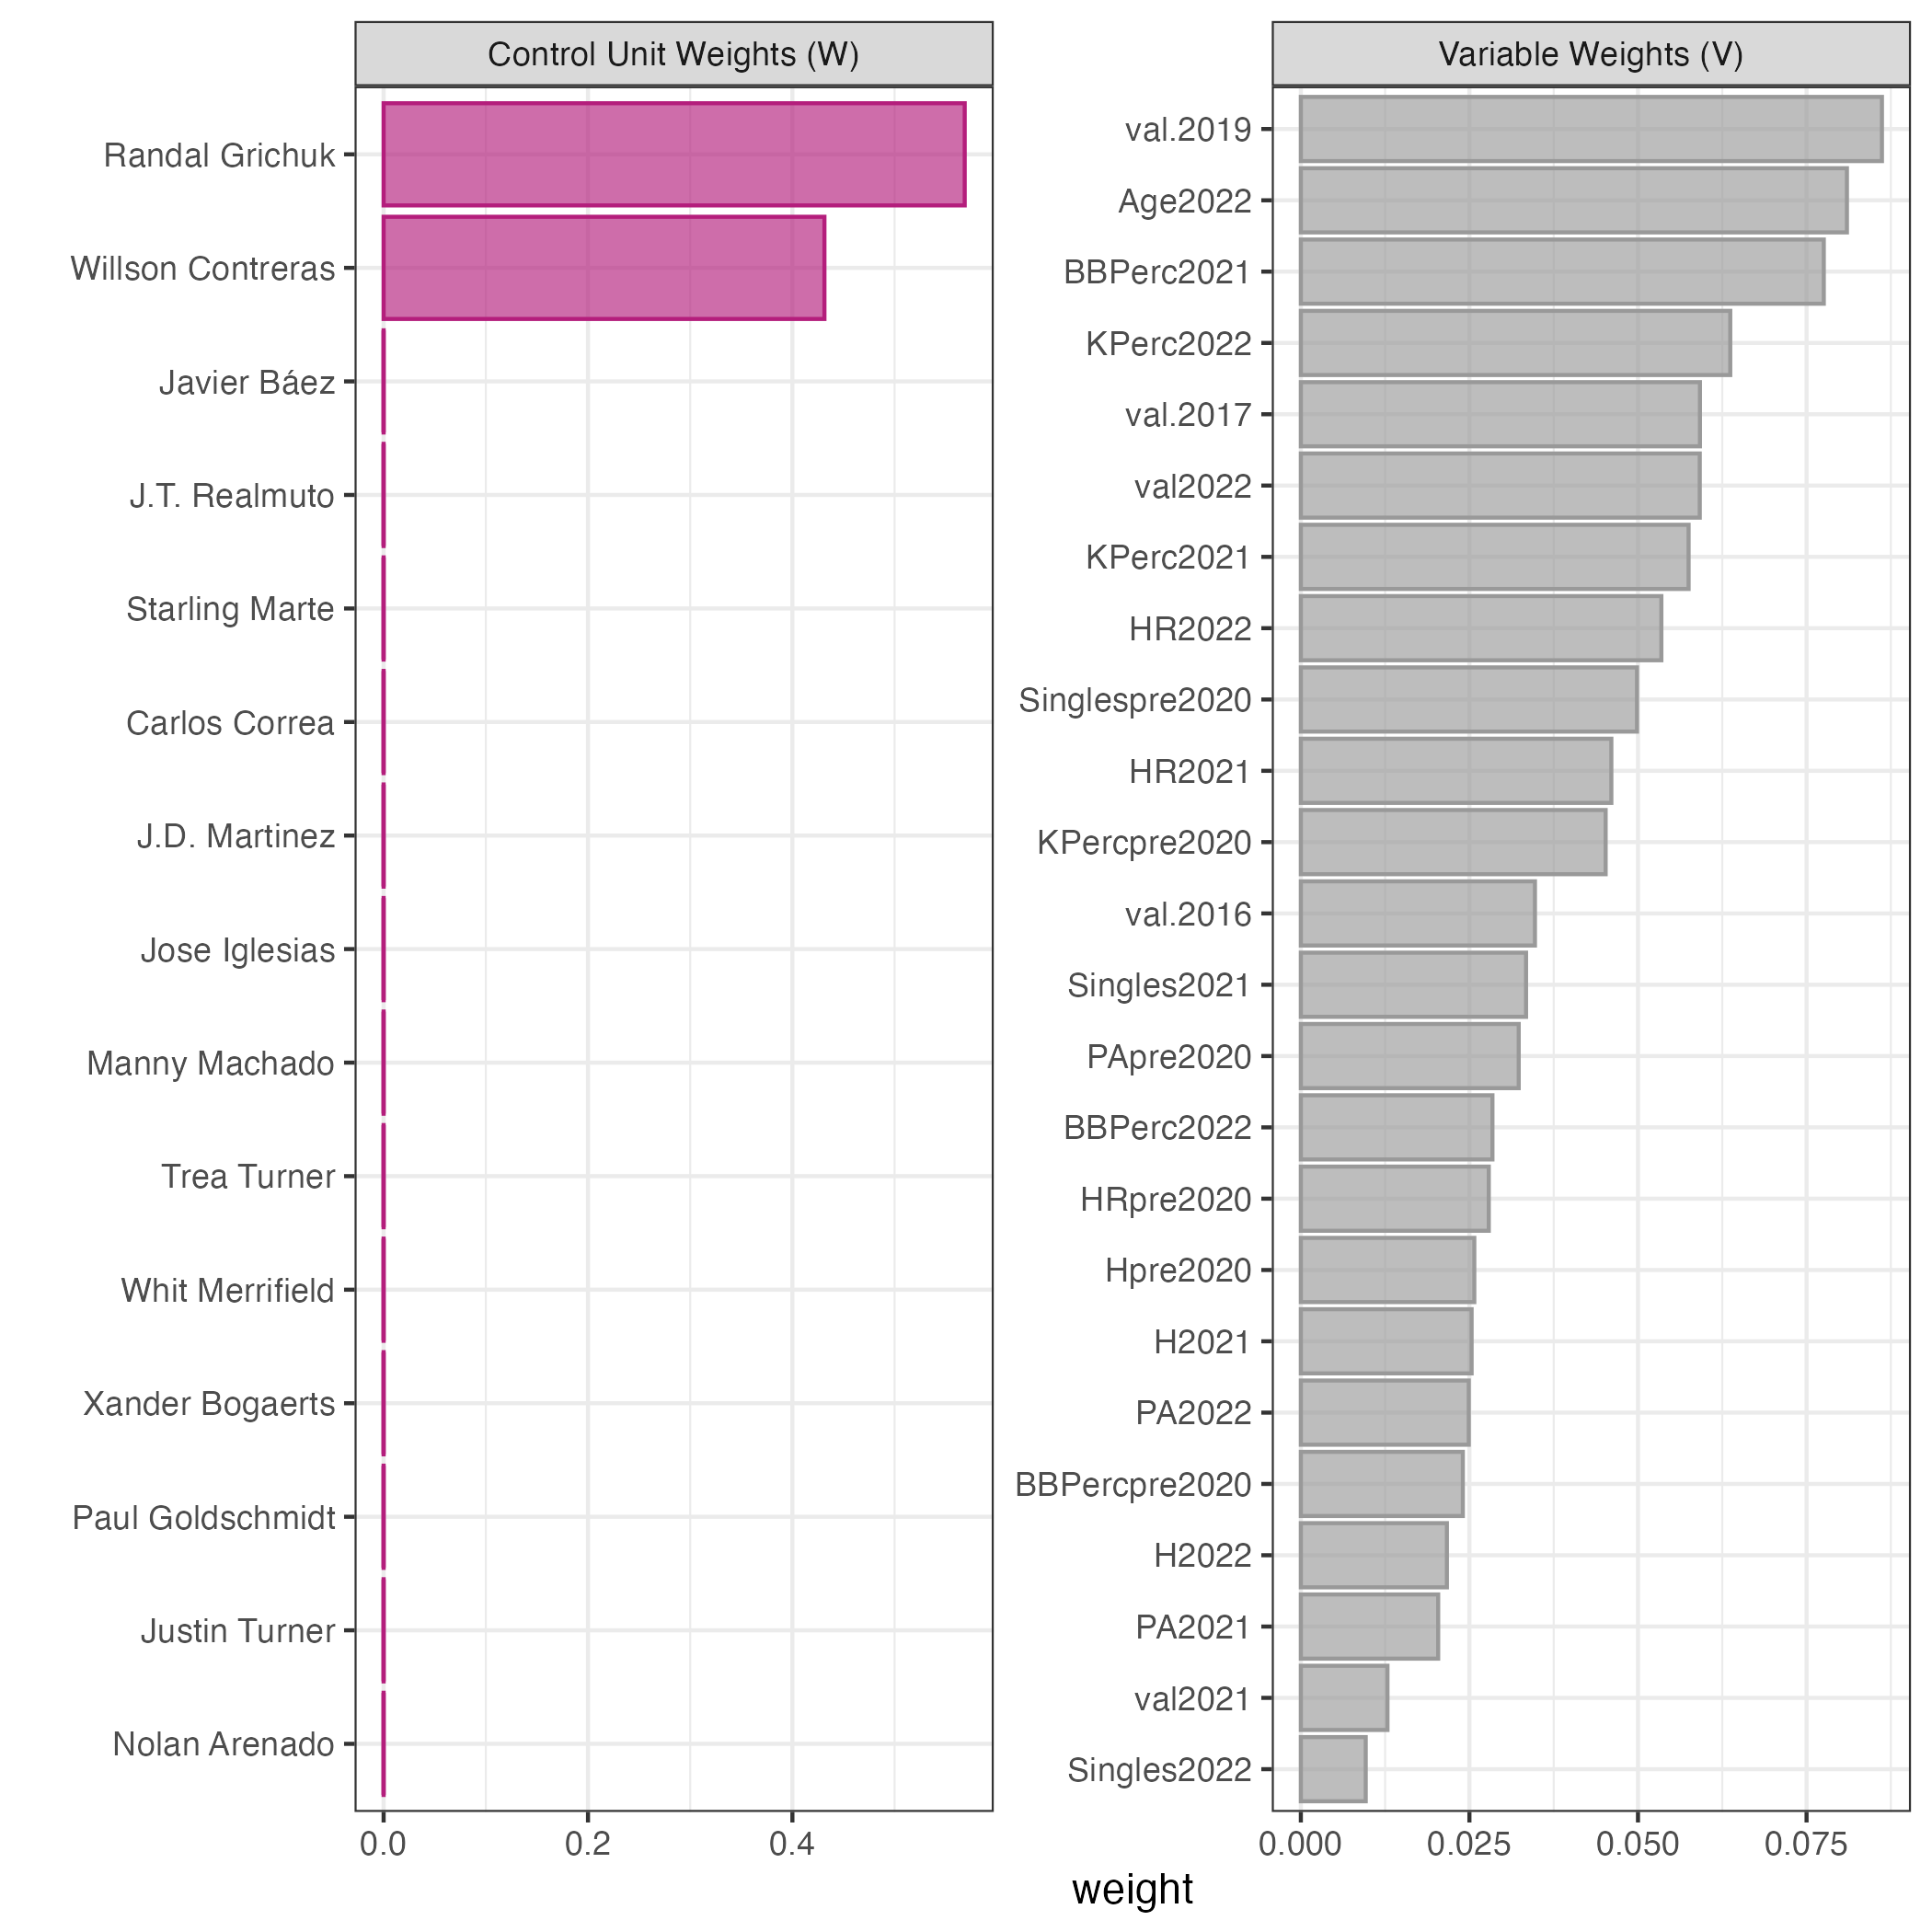 Control Unit Weights (W)
Randal Grichuk
Willson Contreras
Javier Báez
J.T. Realmuto
Starling Marte
Carlos Correa
J.D. Martinez
Jose Iglesias
Manny Machado
Trea Turner
Whit Merrifield
Xander Bogaerts
Paul Goldschmidt
Justin Turner
Nolan Arenado
0.0 0.2 0.4
Variable Weights (V)
val.2019
Age2022
BBPerc2021
KPerc2022
val.2017
val2022
KPerc2021
HR2022
Singlespre2020
HR2021
KPercpre2020
val.2016
Singles2021
PApre2020
BBPerc2022
HRpre2020
Hpre2020
H2021
PA2022
BBPercpre2020
H2022
PA2021
val2021
Singles2022
0.000 0.025 0.050 0.075
weight